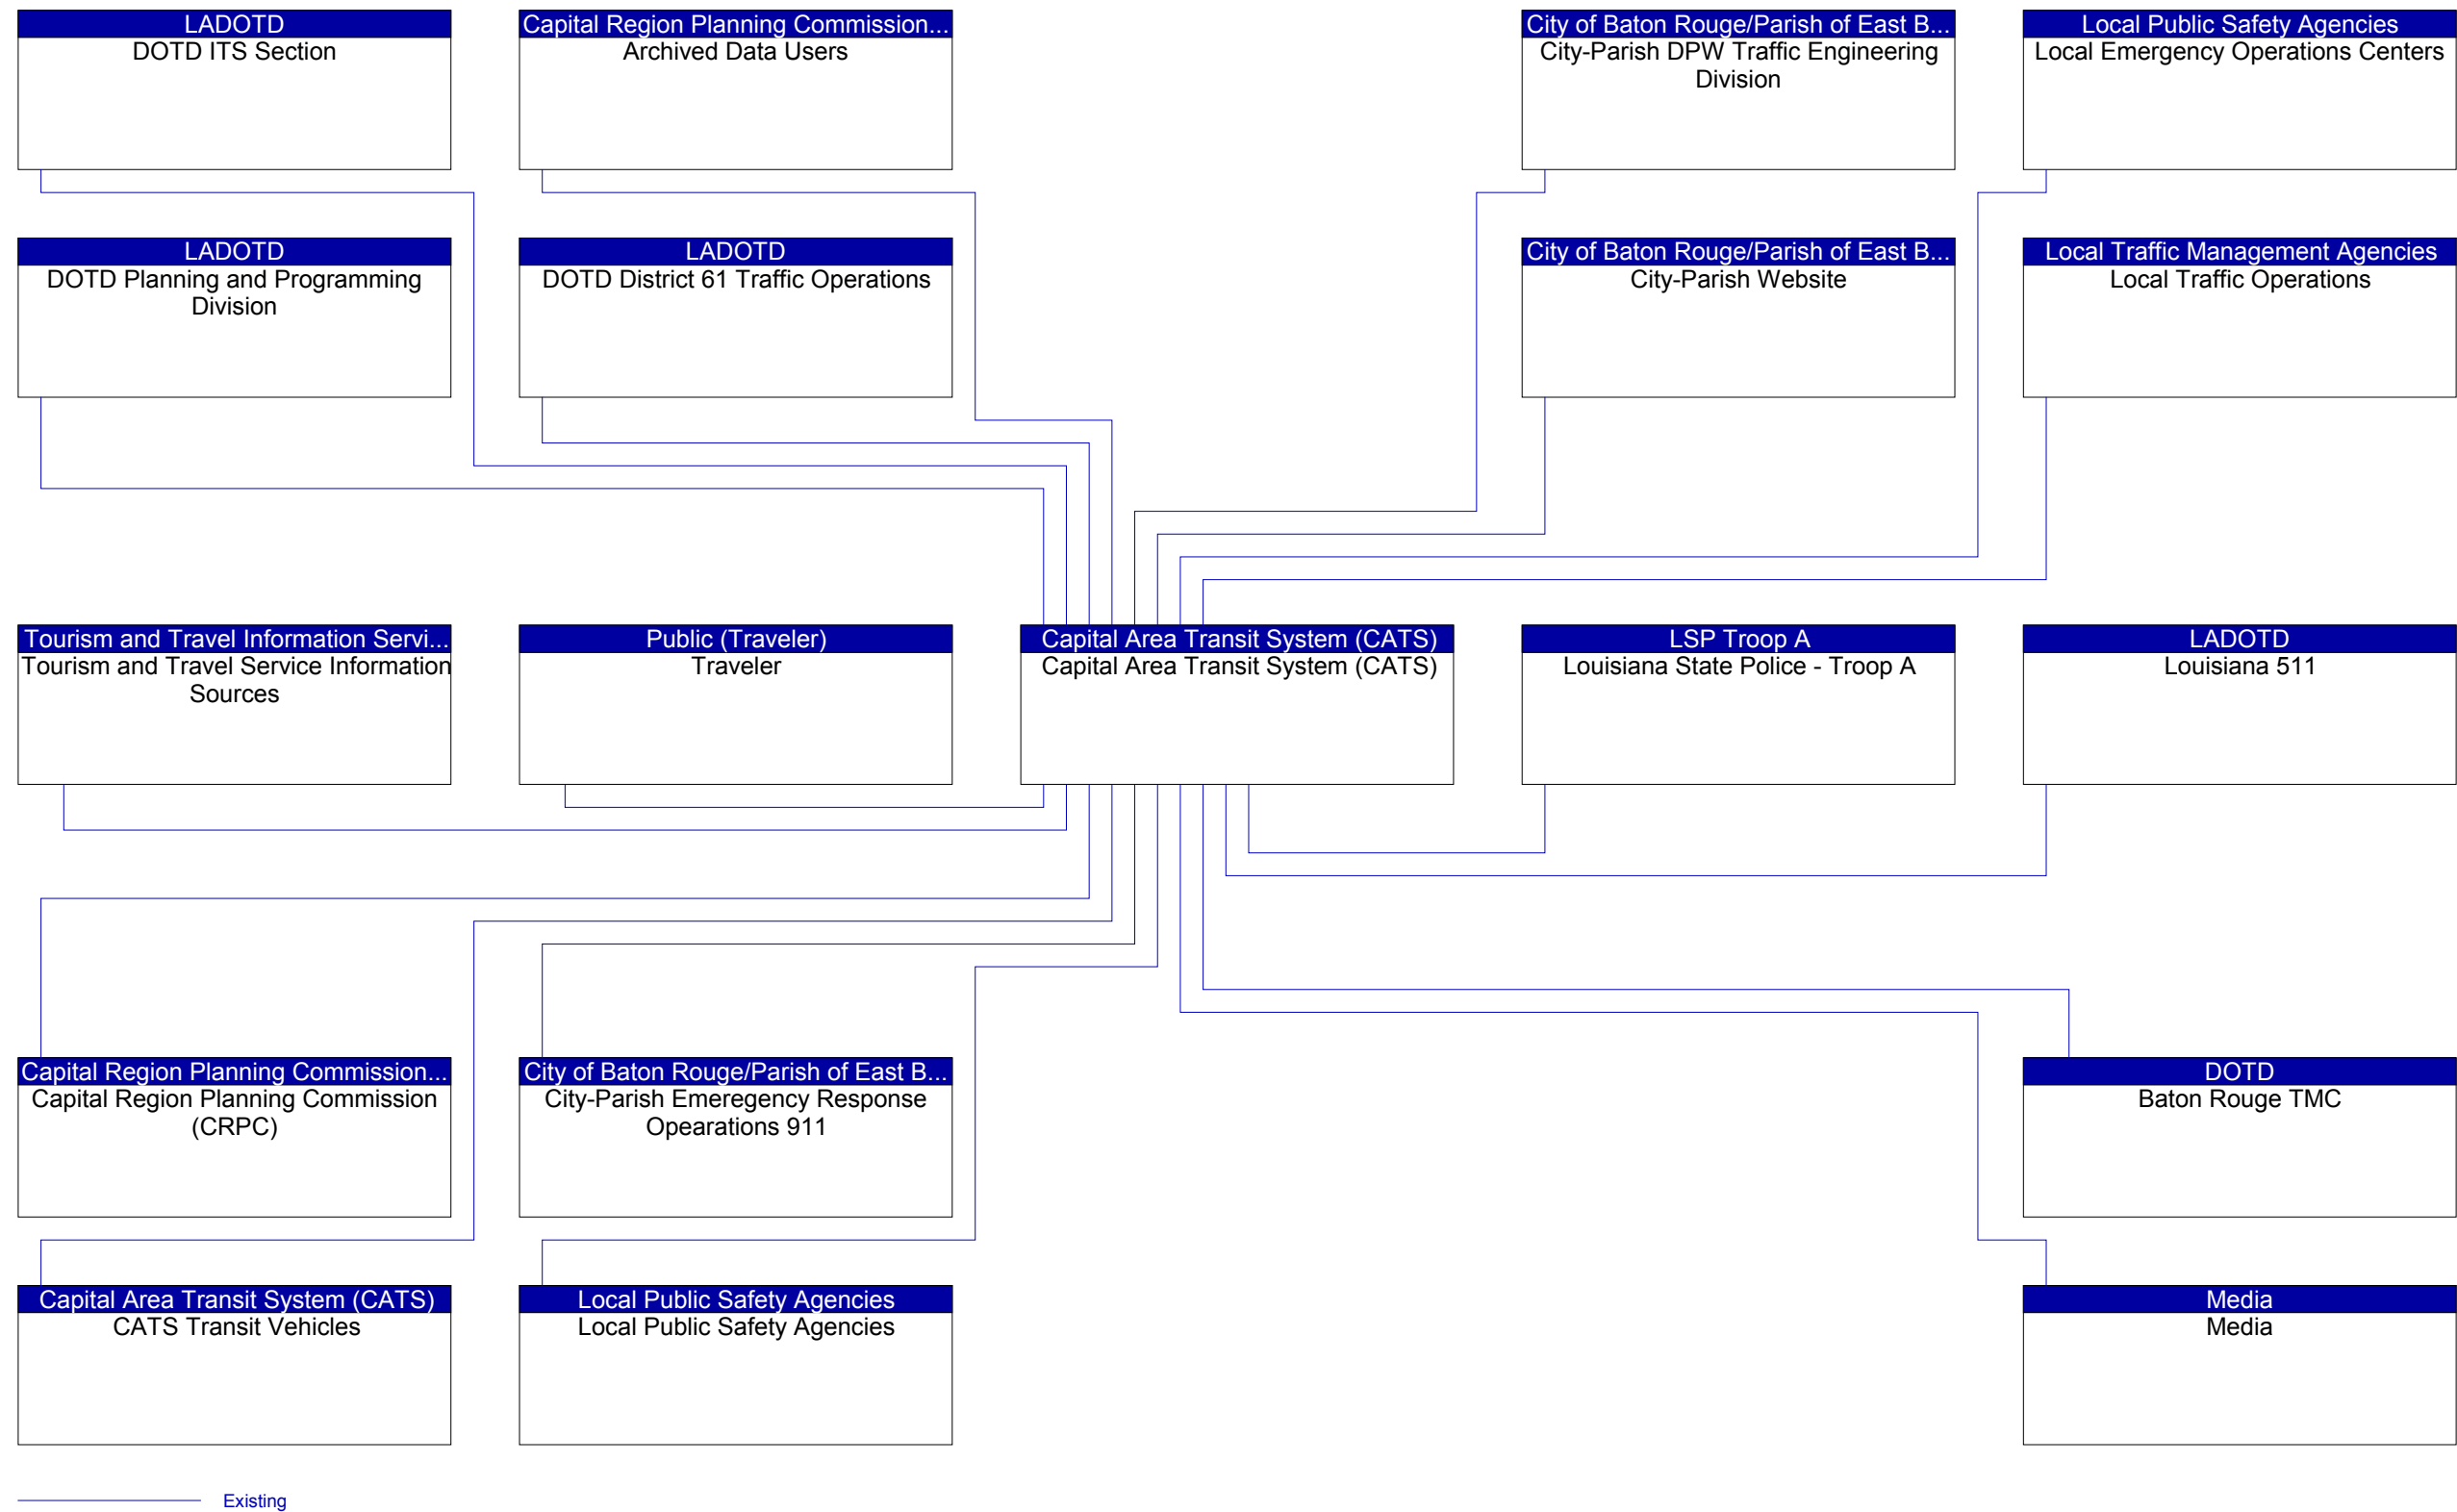 LADOTD
DOTD ITS Section
Capital Region Planning Commission...
Archived Data Users
City of Baton Rouge/Parish of East B...
City-Parish DPW Traffic Engineering
Division
Local Public Safety Agencies
Local Emergency Operations Centers
LADOTD
DOTD Planning and Programming
Division
LADOTD
DOTD District 61 Traffic Operations
City of Baton Rouge/Parish of East B...
City-Parish Website
Local Traffic Management Agencies
Local Traffic Operations
Tourism and Travel Information Servi...
Tourism and Travel Service Information
Sources
Public (Traveler)
Traveler
Capital Area Transit System (CATS)
Capital Area Transit System (CATS)
LSP Troop A
Louisiana State Police - Troop A
LADOTD
Louisiana 511
Capital Region Planning Commission...
Capital Region Planning Commission
(CRPC)
City of Baton Rouge/Parish of East B...
City-Parish Emeregency Response
Opearations 911
DOTD
Baton Rouge TMC
Capital Area Transit System (CATS)
CATS Transit Vehicles
Local Public Safety Agencies
Local Public Safety Agencies
Media
Media
Existing